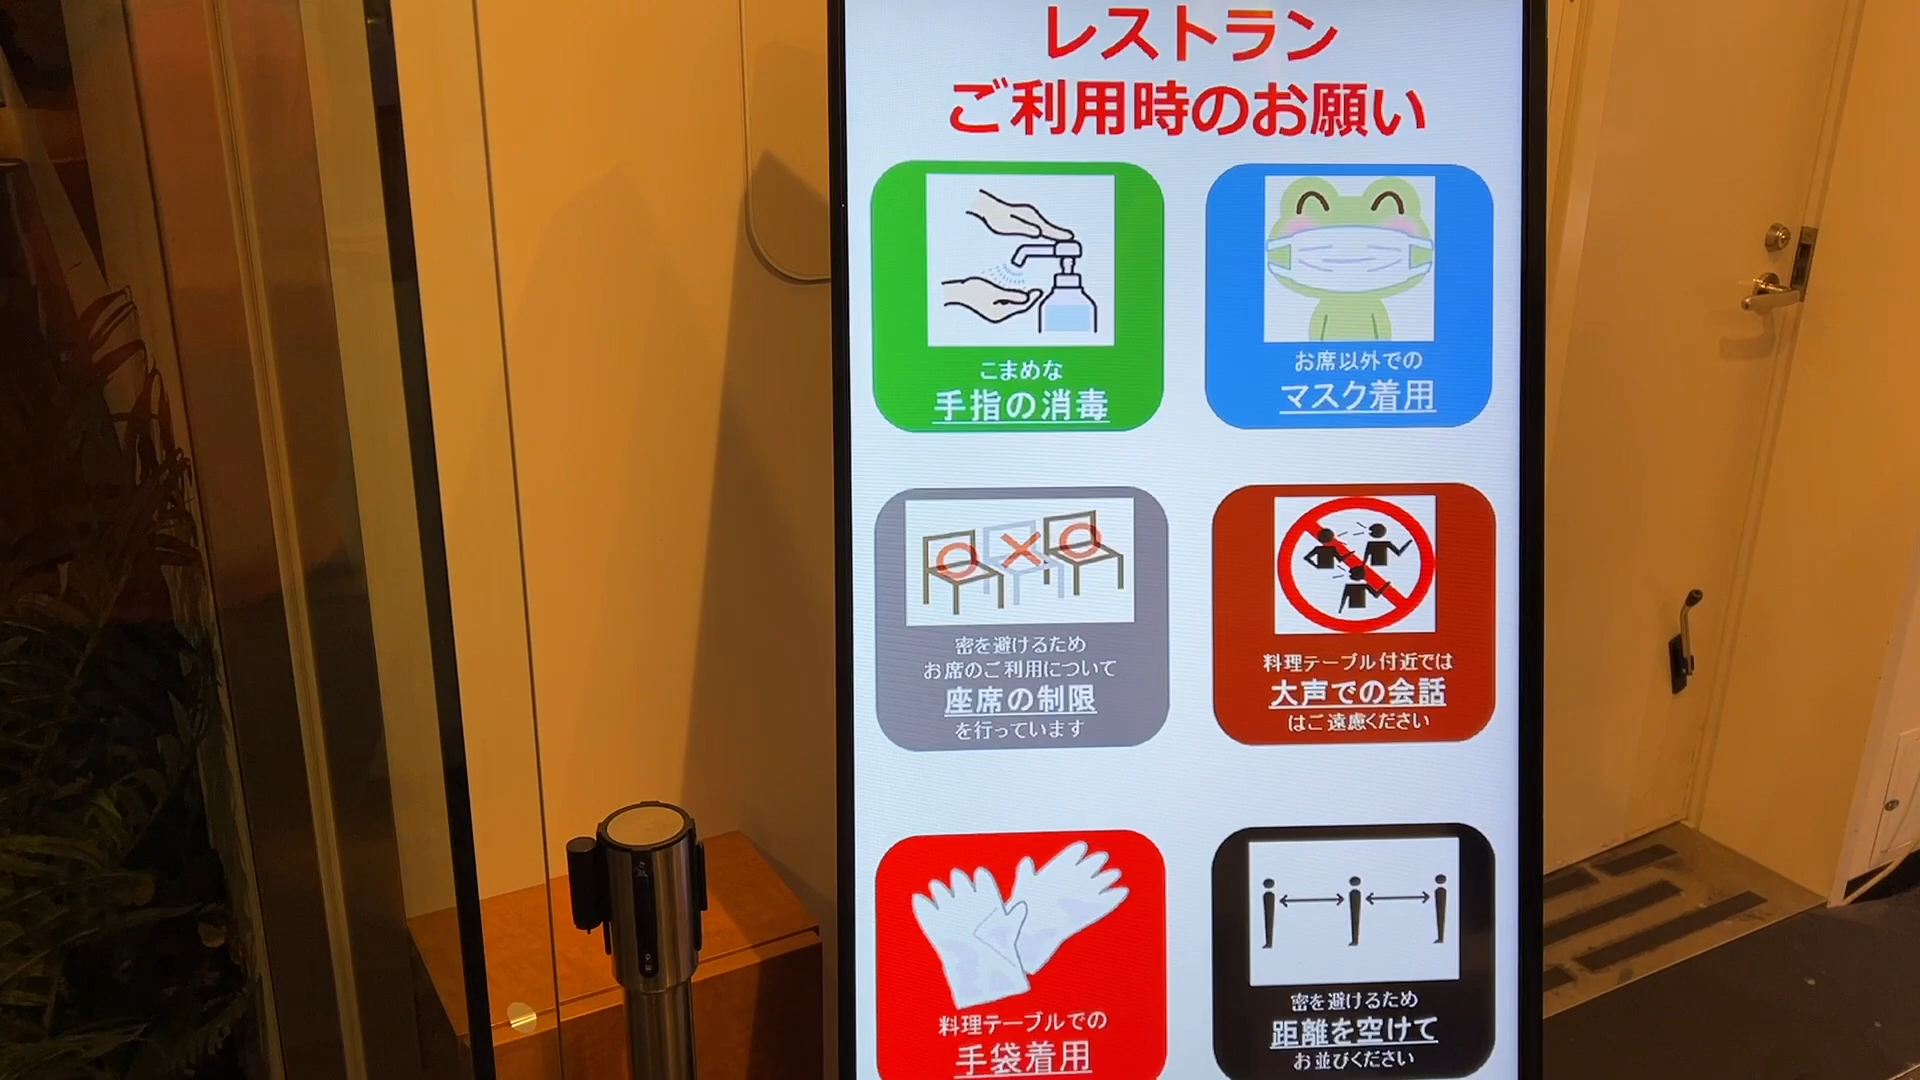 レストラン
ご利用時のお願い
こまめな
手指の消毒
お席以外での
マスク着用
密を避けるため
お席のご利用について
座席の制限
を行っています
料理テーブル付近では
大声での会話
はご遠慮ください
料理テーブルでの
手袋着用
密を避けるため
距離を空けて
お並びください